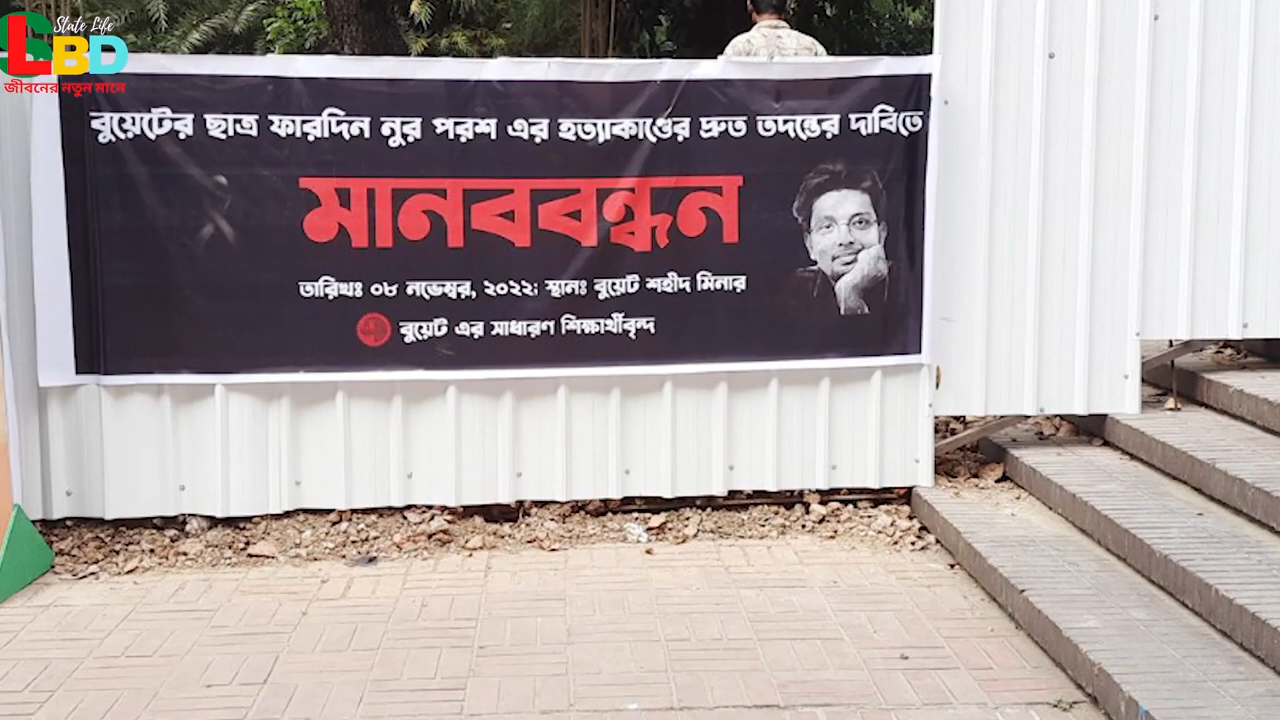 State Life
LBD
জীবনের নতুন মানে
বুয়েটের ছাত্র ফারদিন নুর পরশ এর হত্যাকাণ্ডের দ্রুত তদন্তের দাবিতে
মানববন্ধন
তারিখঃ ০৮ নভেম্বর, ২০২২; স্থানঃ বুয়েট শহীদ মিনার
বুয়েট এর সাধারণ শিক্ষার্থীবৃন্দ